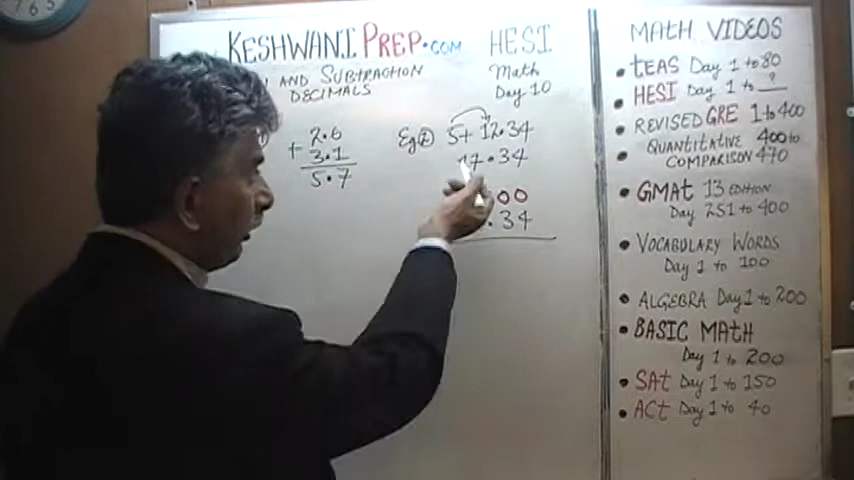 KESHWANI PREP.COM
HESI
Math
Day 10
AND SUBTRACTION
DECIMALS
2.6
+ 3.1
5.7
Eg② 5+ 12.34
17.34
00
.34
MATH VIDEOS
• TEAS Day 1 to 80
• HESI Day 1 to ?
• REVISED GRE 1 to 400
• QUANTITATIVE 400 to
COMPARISON 470
• GMAT 13 EDITION
Day 251 to 400
• VOCABULARY WORDS
Day 1 to 100
• ALGEBRA Day 1 to 200
• BASIC MATH
Day 1 to 200
• SAT Day 1 to 150
• ACT Day 1 to 40
7 6 5